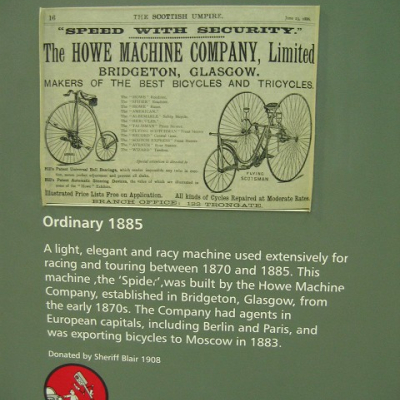 16 THE SCOTTISH UMPIRE.
"SPEED WITH SECURITY."
The HOWE MACHINE COMPANY, Limited
BRIDGETON, GLASGOW.
MAKERS OF THE BEST BICYCLES AND TRICYCLES.
FLYING
SCOTSMAN
Illustrated Price Lists Free on Application. All kinds of Cycles Repaired at Moderate Rates
BRANCH OFFICE: 122 TRONGATE.
Ordinary 1885
A light, elegant and racy machine used extensively for
racing and touring between 1870 and 1885. This
machine ,the 'Spider',was built by the Howe Machine
Company, established in Bridgeton, Glasgow, from
the early 1870s. The Company had agents in
European capitals, including Berlin and Paris, and
was exporting bicycles to Moscow in 1883.
Donated by Sheriff Blair 1908